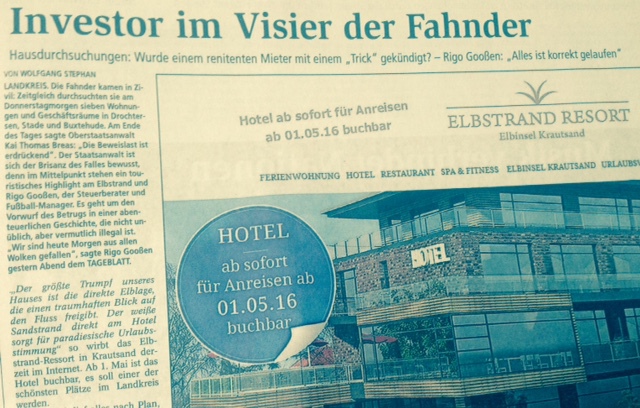 Investor im Visier der Fahnder
Hausdurchsuchungen: Wurde einem renitenten Mieter mit einem „Trick" gekündigt? – Rigo Gooßen: „Alles ist korrekt gelaufen"
VON WOLFGANG STEPHAN
LANDKREIS. Die Fahnder kamen in Zi-
vil: Zeitgleich durchsuchten sie am
Donnerstagmorgen sieben Wohnun-
gen und Geschäftsräume in Drochter-
sen, Stade und Buxtehude. Am Ende
des Tages sagte Oberstaatsanwalt
Kai Thomas Breas: „Die Beweislast ist
erdrückend". Der Staatsanwalt ist
sich der Brisanz des Falles bewusst,
denn im Mittelpunkt stehen ein tou-
ristisches Highlight am Elbstrand und
Rigo Gooßen, der Steuerberater und
Fußball-Manager. Es geht um den
Vorwurf des Betrugs in einer aben-
teuerlichen Geschichte, die nicht un-
üblich, aber vermutlich illegal ist.
„Wir sind heute Morgen aus allen
Wolken gefallen", sagte Rigo Gooßen
gestern Abend dem TAGEBLATT.
„Der größte Trumpf unseres
Hauses ist die direkte Elblage,
die einen traumhaften Blick auf
den Fluss freigibt. Der weiße
Sandstrand direkt am Hotel
sorgt für paradiesische Urlaubs-
stimmung" so wirbt das Elb-
strand-Ressort in Krautsand der-
zeit im Internet. Ab 1. Mai ist das
Hotel buchbar, es soll einer der
schönsten Plätze im Landkreis
werden.
nach Plan,
Hotel ab sofort für Anreisen
ab 01.05.16 buchbar
ELBSTRAND RESORT
Elbinsel Krautsand
FERIENWOHNUNG HOTEL RESTAURANT SPA & FITNESS ELBINSEL KRAUTSAND URLAUBS
HOTEL
HOTEL
ab sofort
für Anreisen ab
01.05.16
buchbar